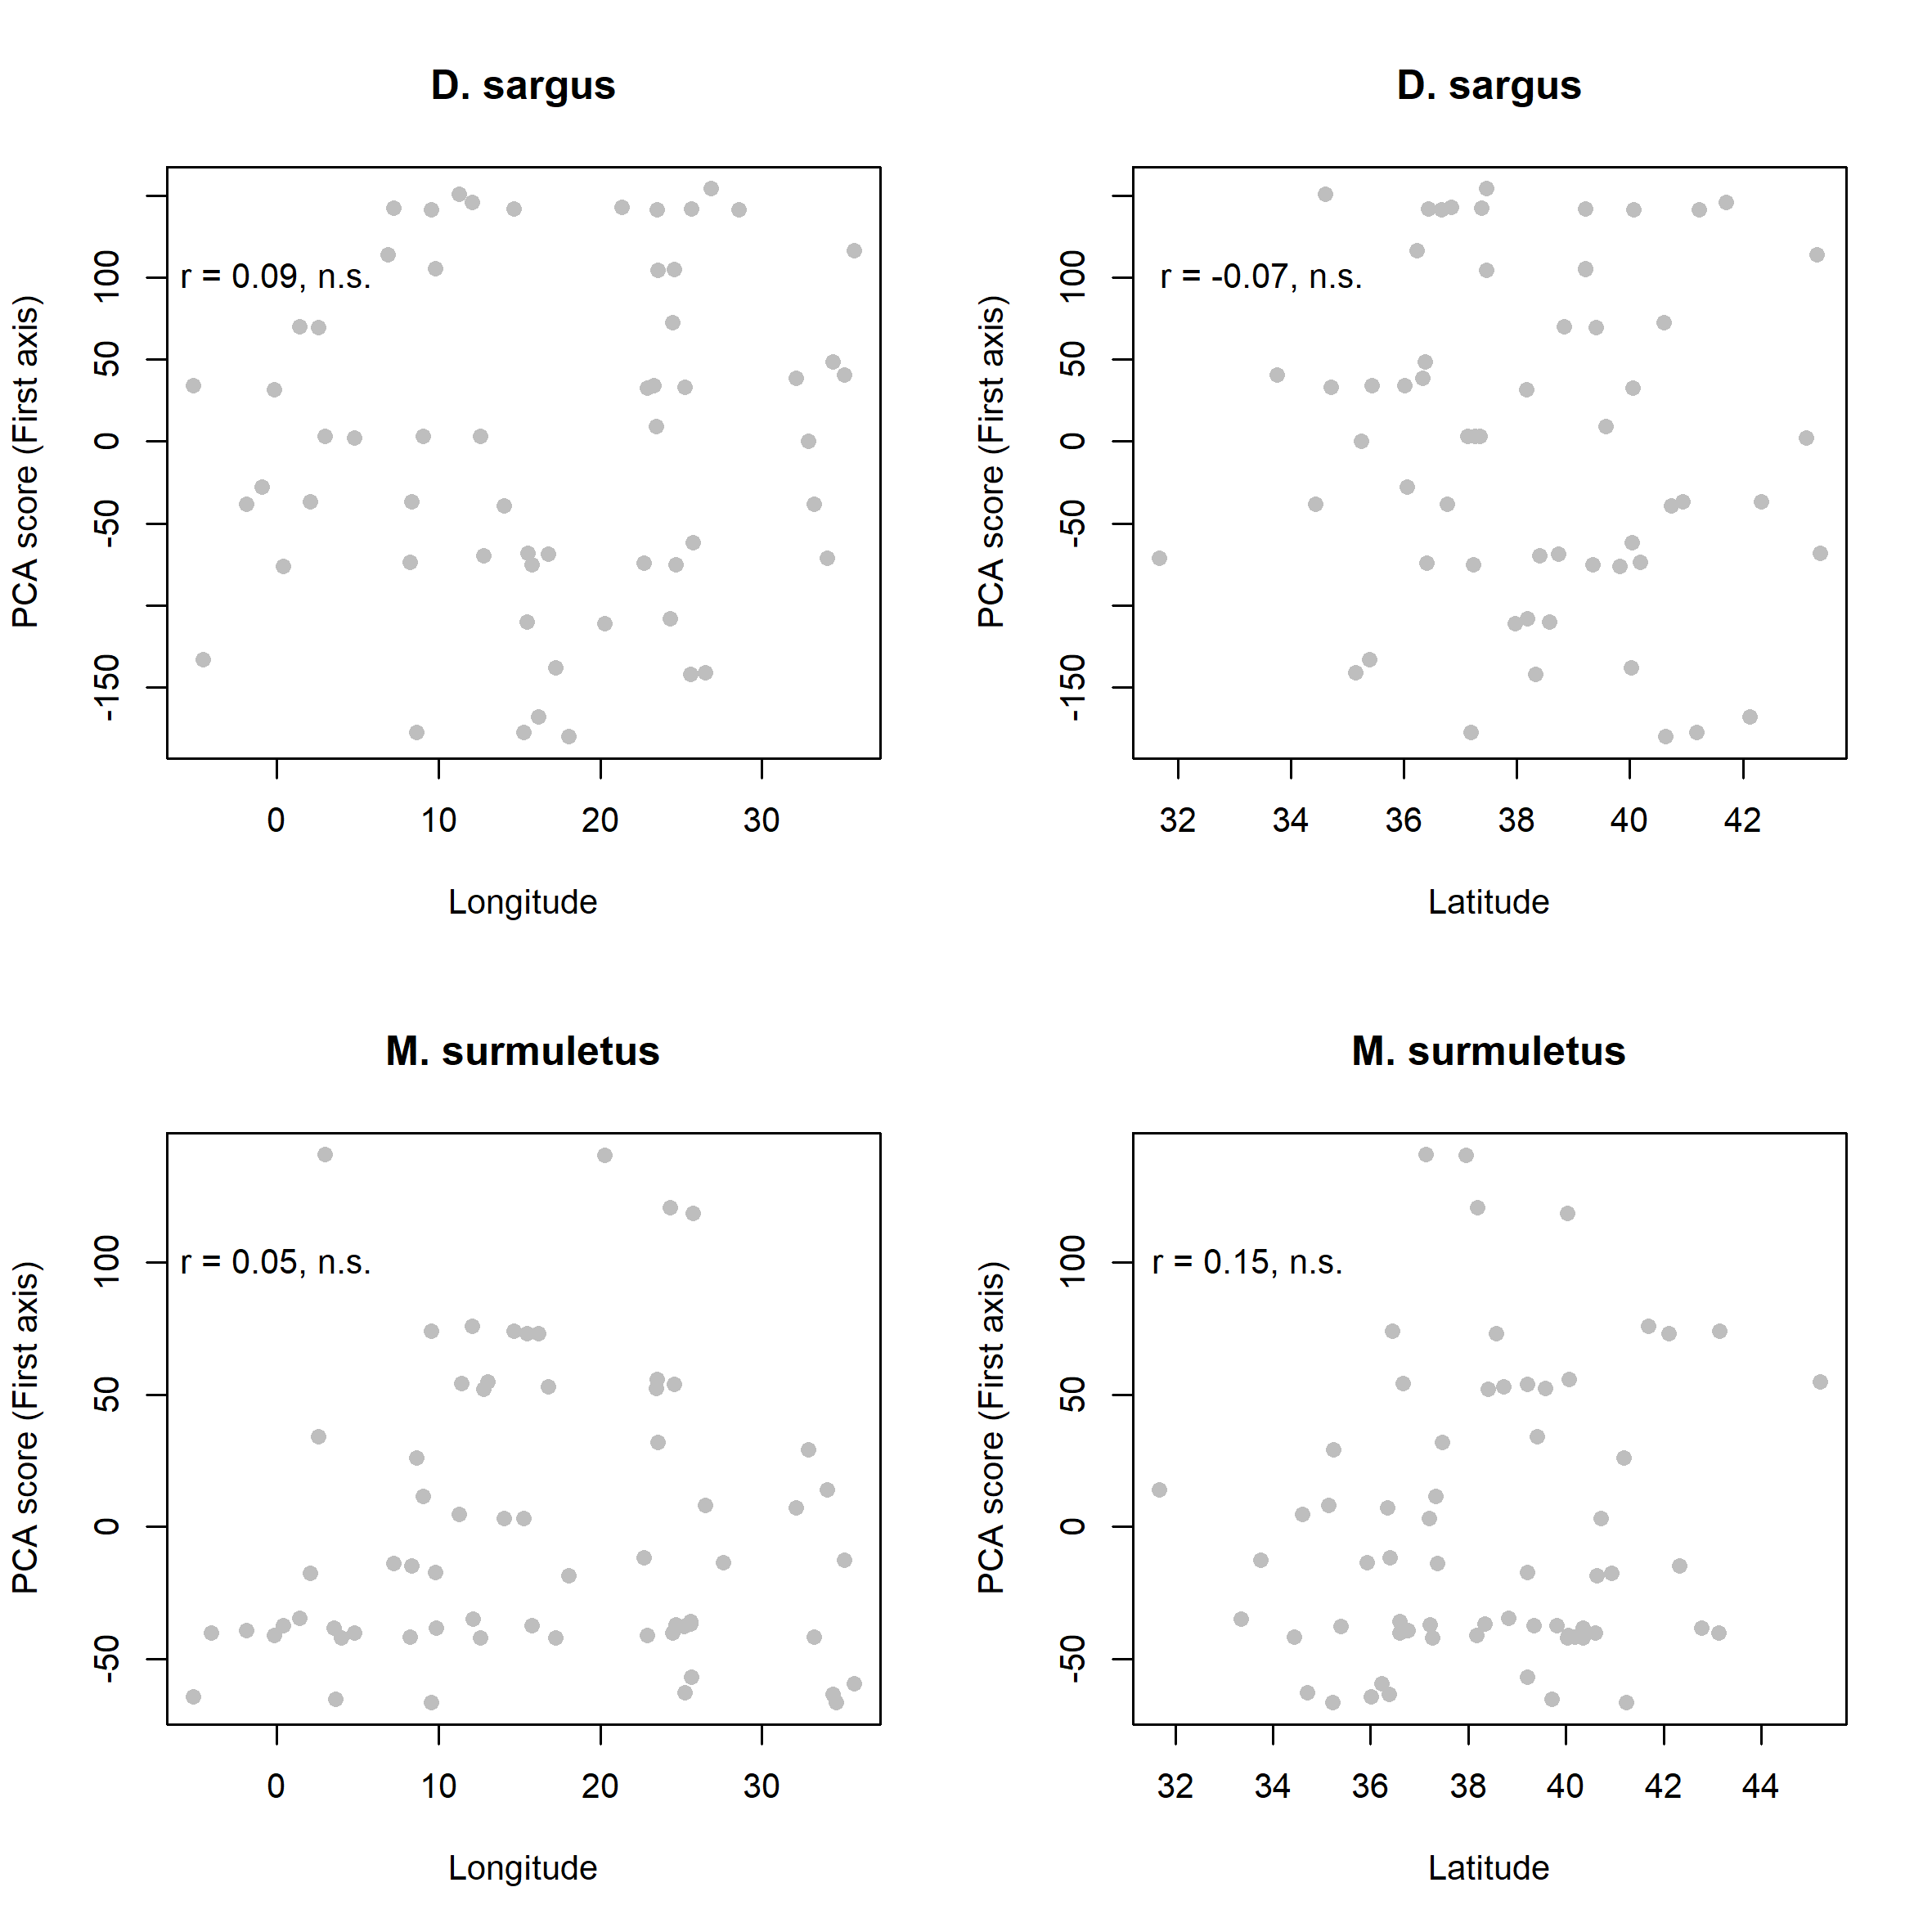 D. sargus
r = 0.09, n.s.
PCA score (First axis)
100
50
0
-50
-150
0 10 20 30
Longitude
D. sargus
r = -0.07, n.s.
PCA score (First axis)
100
50
0
-50
-150
32 34 36 38 40 42
Latitude
M. surmuletus
r = 0.05, n.s.
PCA score (First axis)
100
50
0
-50
0 10 20 30
Longitude
M. surmuletus
r = 0.15, n.s.
PCA score (First axis)
100
50
0
-50
32 34 36 38 40 42 44
Latitude